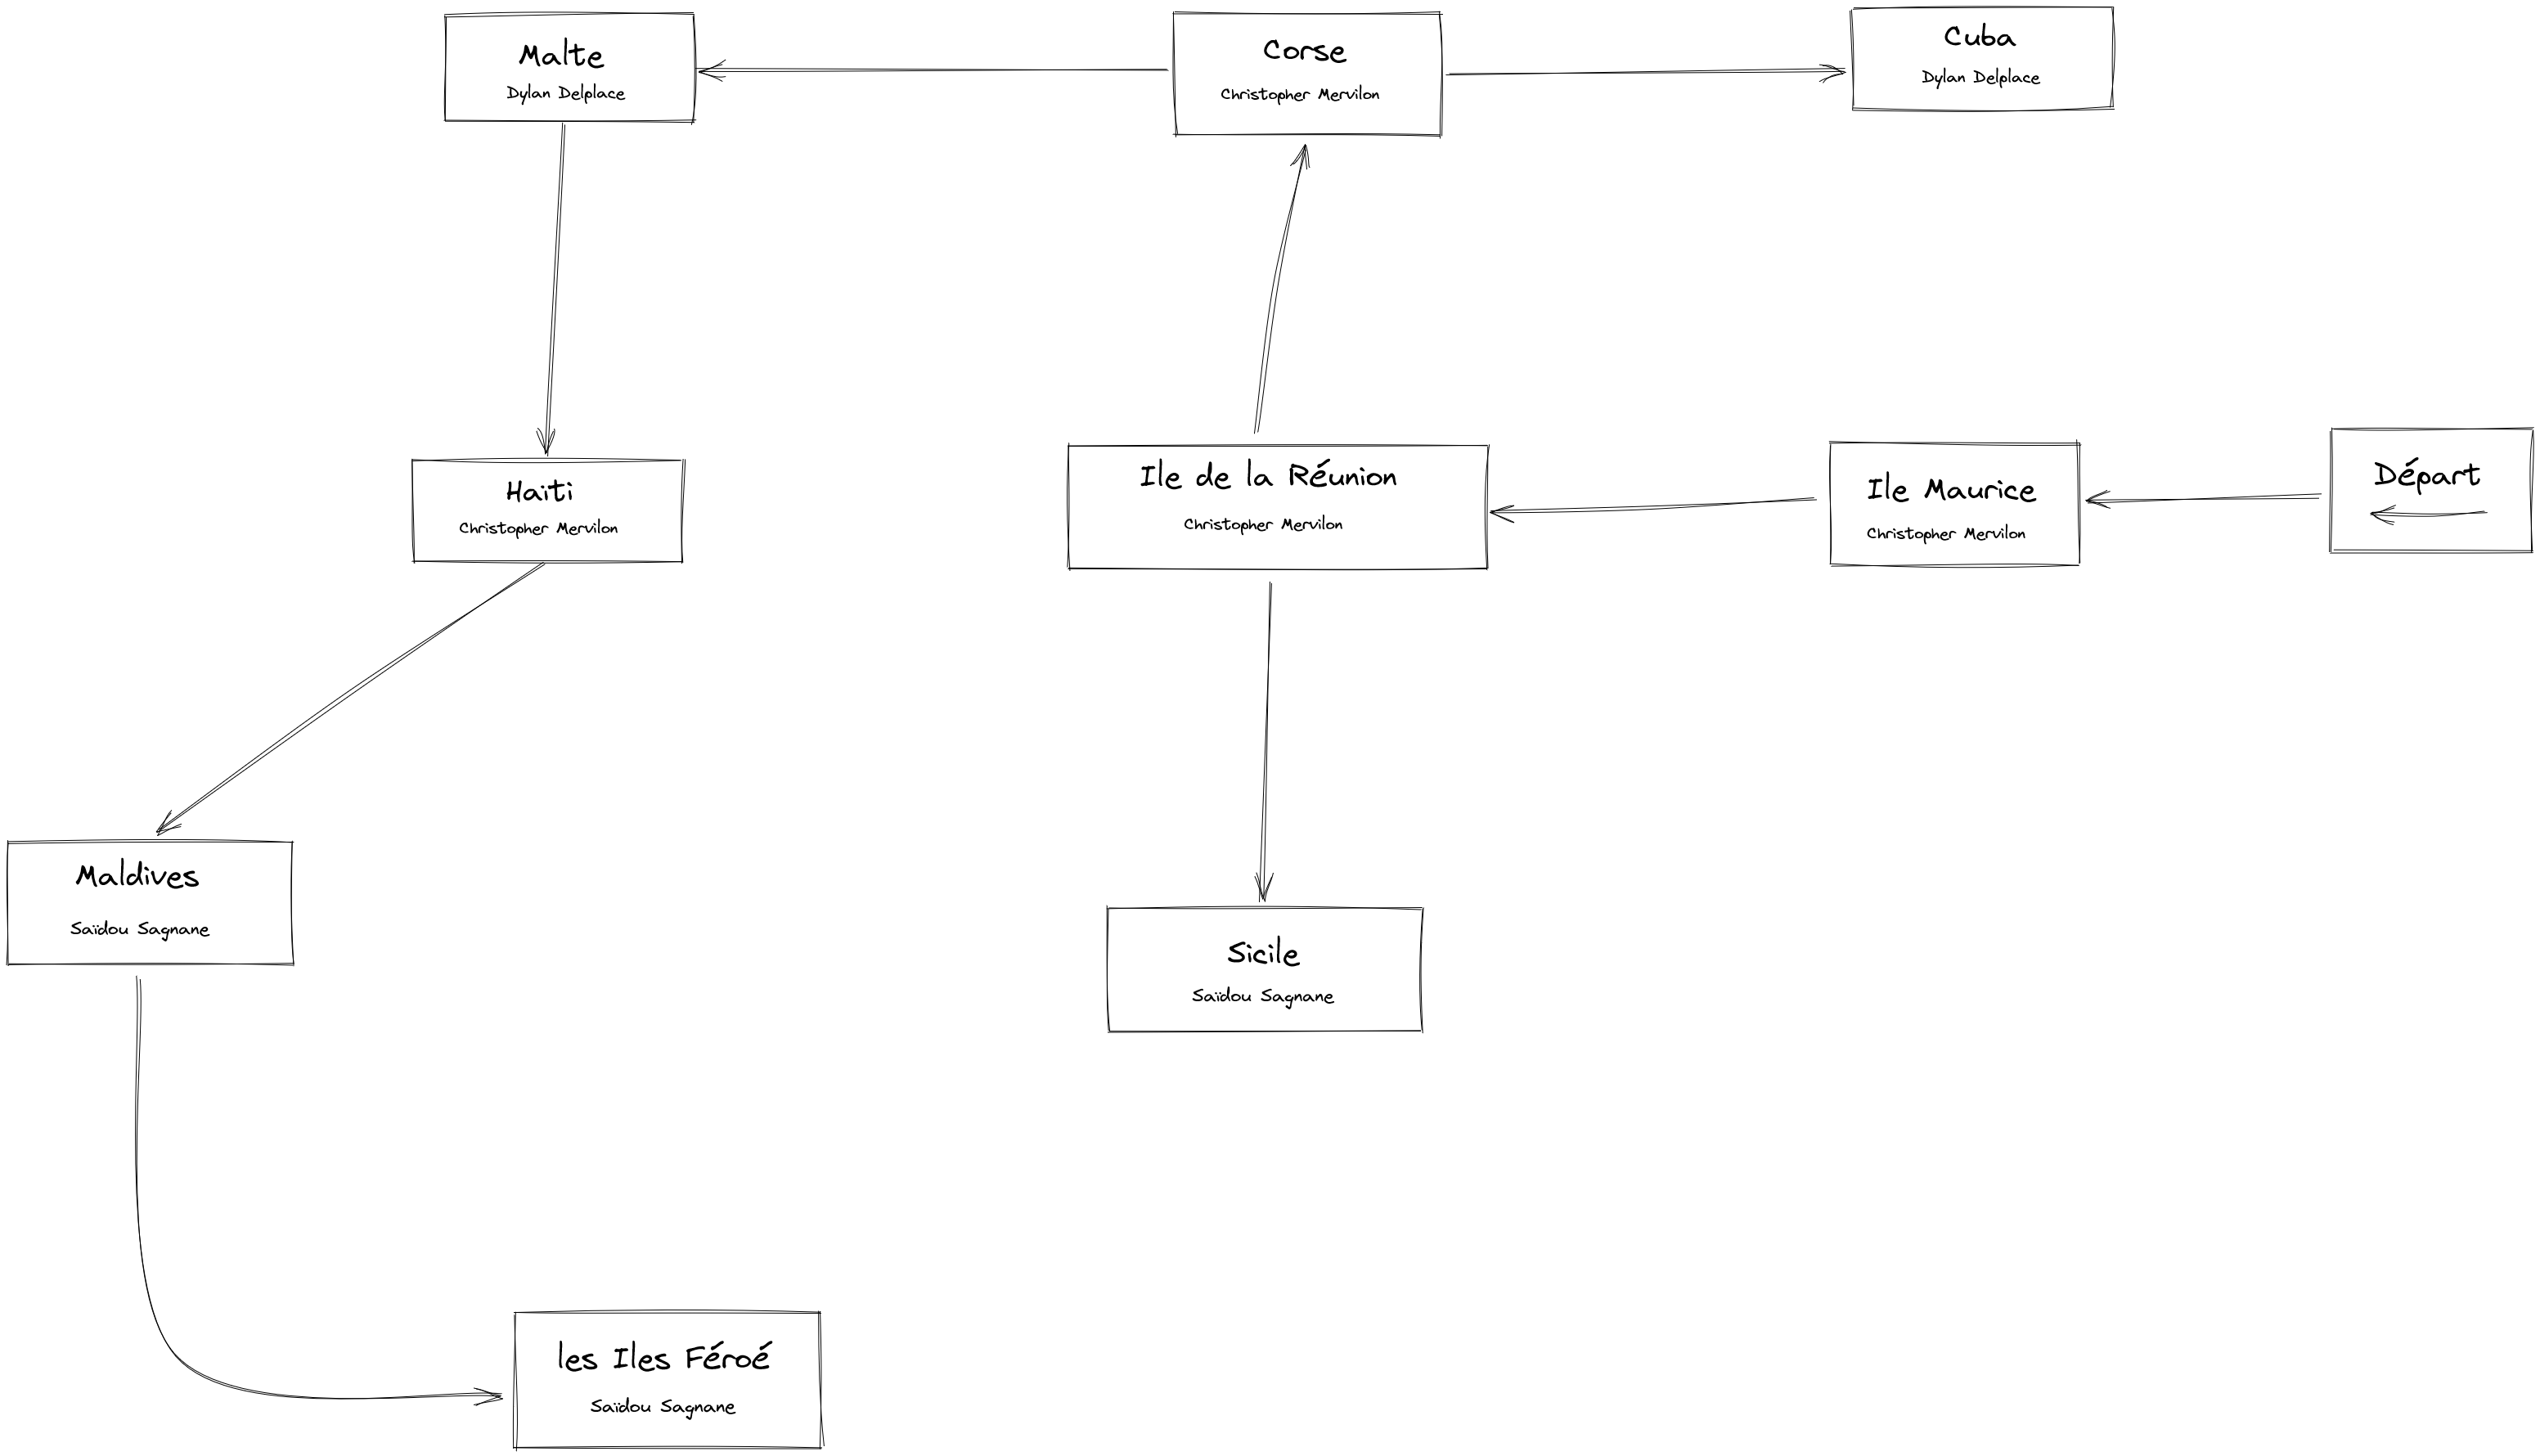 Malte
Dylan Delplace
Corse
Christopher Mervilon
Cuba
Dylan Delplace
Haiti
Christopher Mervilon
Ile de la Réunion
Christopher Mervilon
Ile Maurice
Christopher Mervilon
Départ
Maldives
Saïdou Sagnane
Sicile
Saïdou Sagnane
les Iles Féroé
Saïdou Sagnane